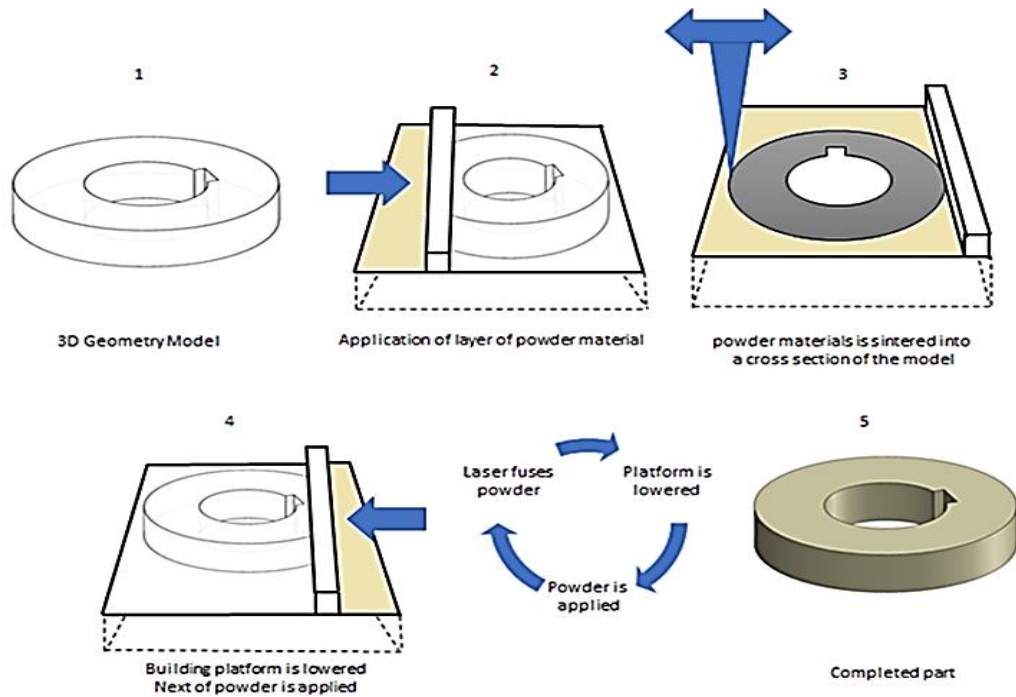 1
2
3
3D Geometry Model
Application of layer of powder material
powder materials is sintered into
a cross section of the model
4
5
Laser fuses
powder
Platform is
lowered
Powder is
applied
Building platform is lowered
Next of powder is applied
Completed part